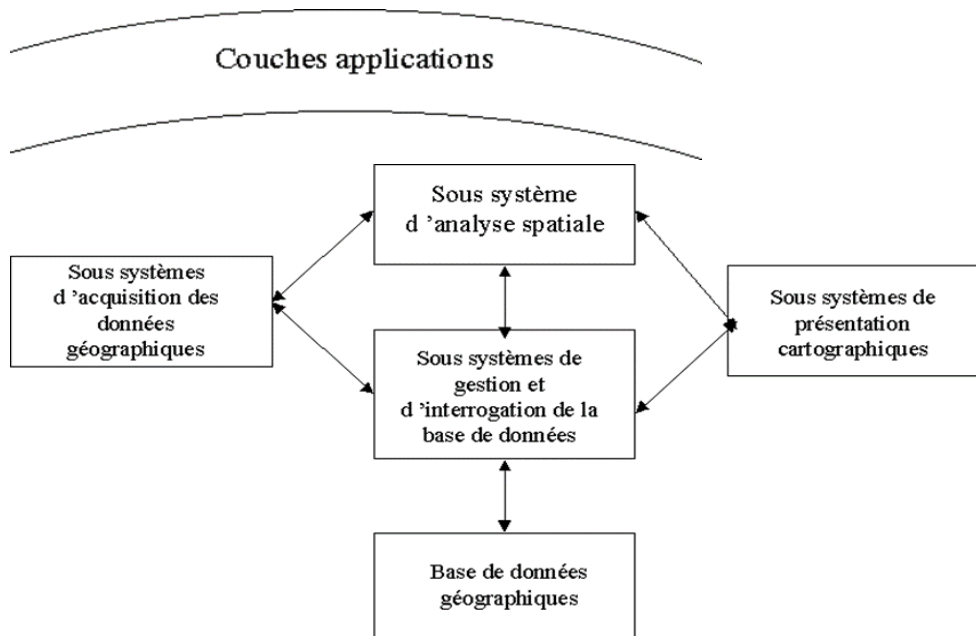 Couches applications
Sous système
d ’analyse spatiale
Sous systèmes
d ’acquisition des
données
géographiques
Sous systèmes de
présentation
cartographiques
Sous systèmes de
gestion et
d ’interrogation de la
base de données
Base de données
géographiques